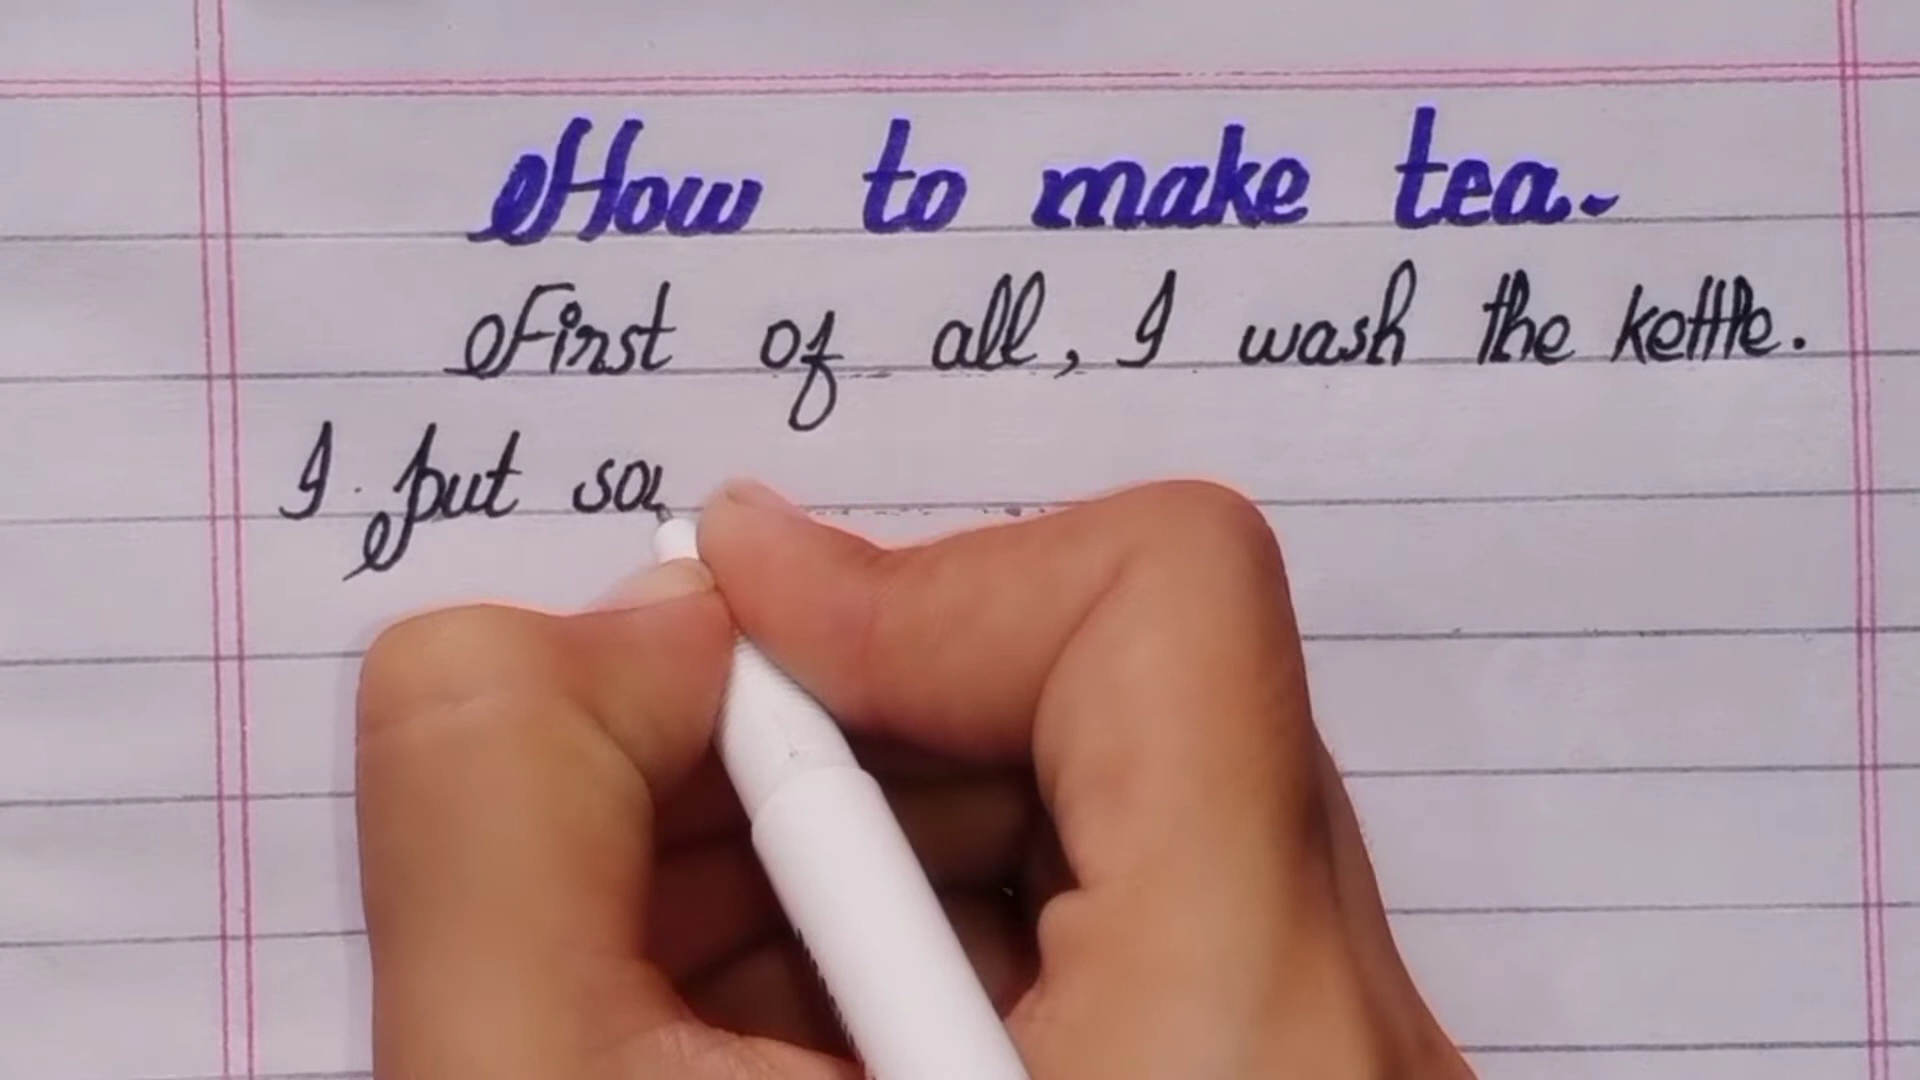 How to make tea.
First of all, I wash the kettle.
I put so